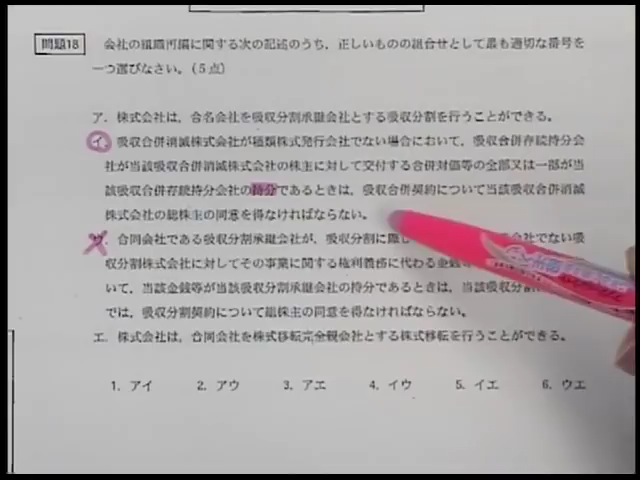 問題18 会社の組織再編に関する次の記述のうち，正しいものの組合せとして最も適切な番号を
一つ選びなさい。（5点）
ア．株式会社は，合名会社を吸収分割承継会社とする吸収分割を行うことができる。
イ．吸収合併消滅株式会社が種類株式発行会社でない場合において，吸収合併存続持分会
社が当該吸収合併消滅株式会社の株主に対して交付する合併対価等の全部又は一部が当
該吸収合併存続持分会社の持分であるときは，吸収合併契約について当該吸収合併消滅
株式会社の総株主の同意を得なければならない。
ウ．合同会社である吸収分割承継会社が，吸収分割に際し 会社でない吸
収分割株式会社に対してその事業に関する権利義務に代わる金銭等
いて，当該金銭等が当該吸収分割承継会社の持分であるときは，当該吸収分割
では，吸収分割契約について総株主の同意を得なければならない。
エ．株式会社は，合同会社を株式移転完全親会社とする株式移転を行うことができる。
1．アイ 2．アウ 3．アエ 4．イウ 5．イエ 6．ウエ